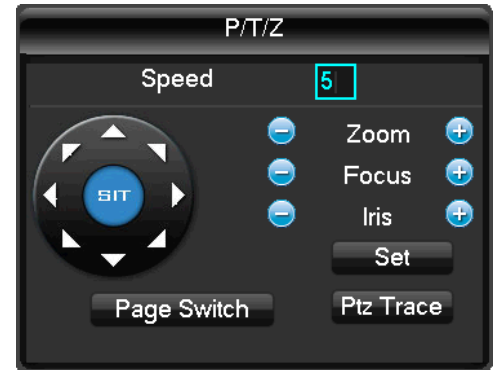 P/T/Z
Speed 5
Zoom
Focus
SIT
Iris
Set
Page Switch
Ptz Trace